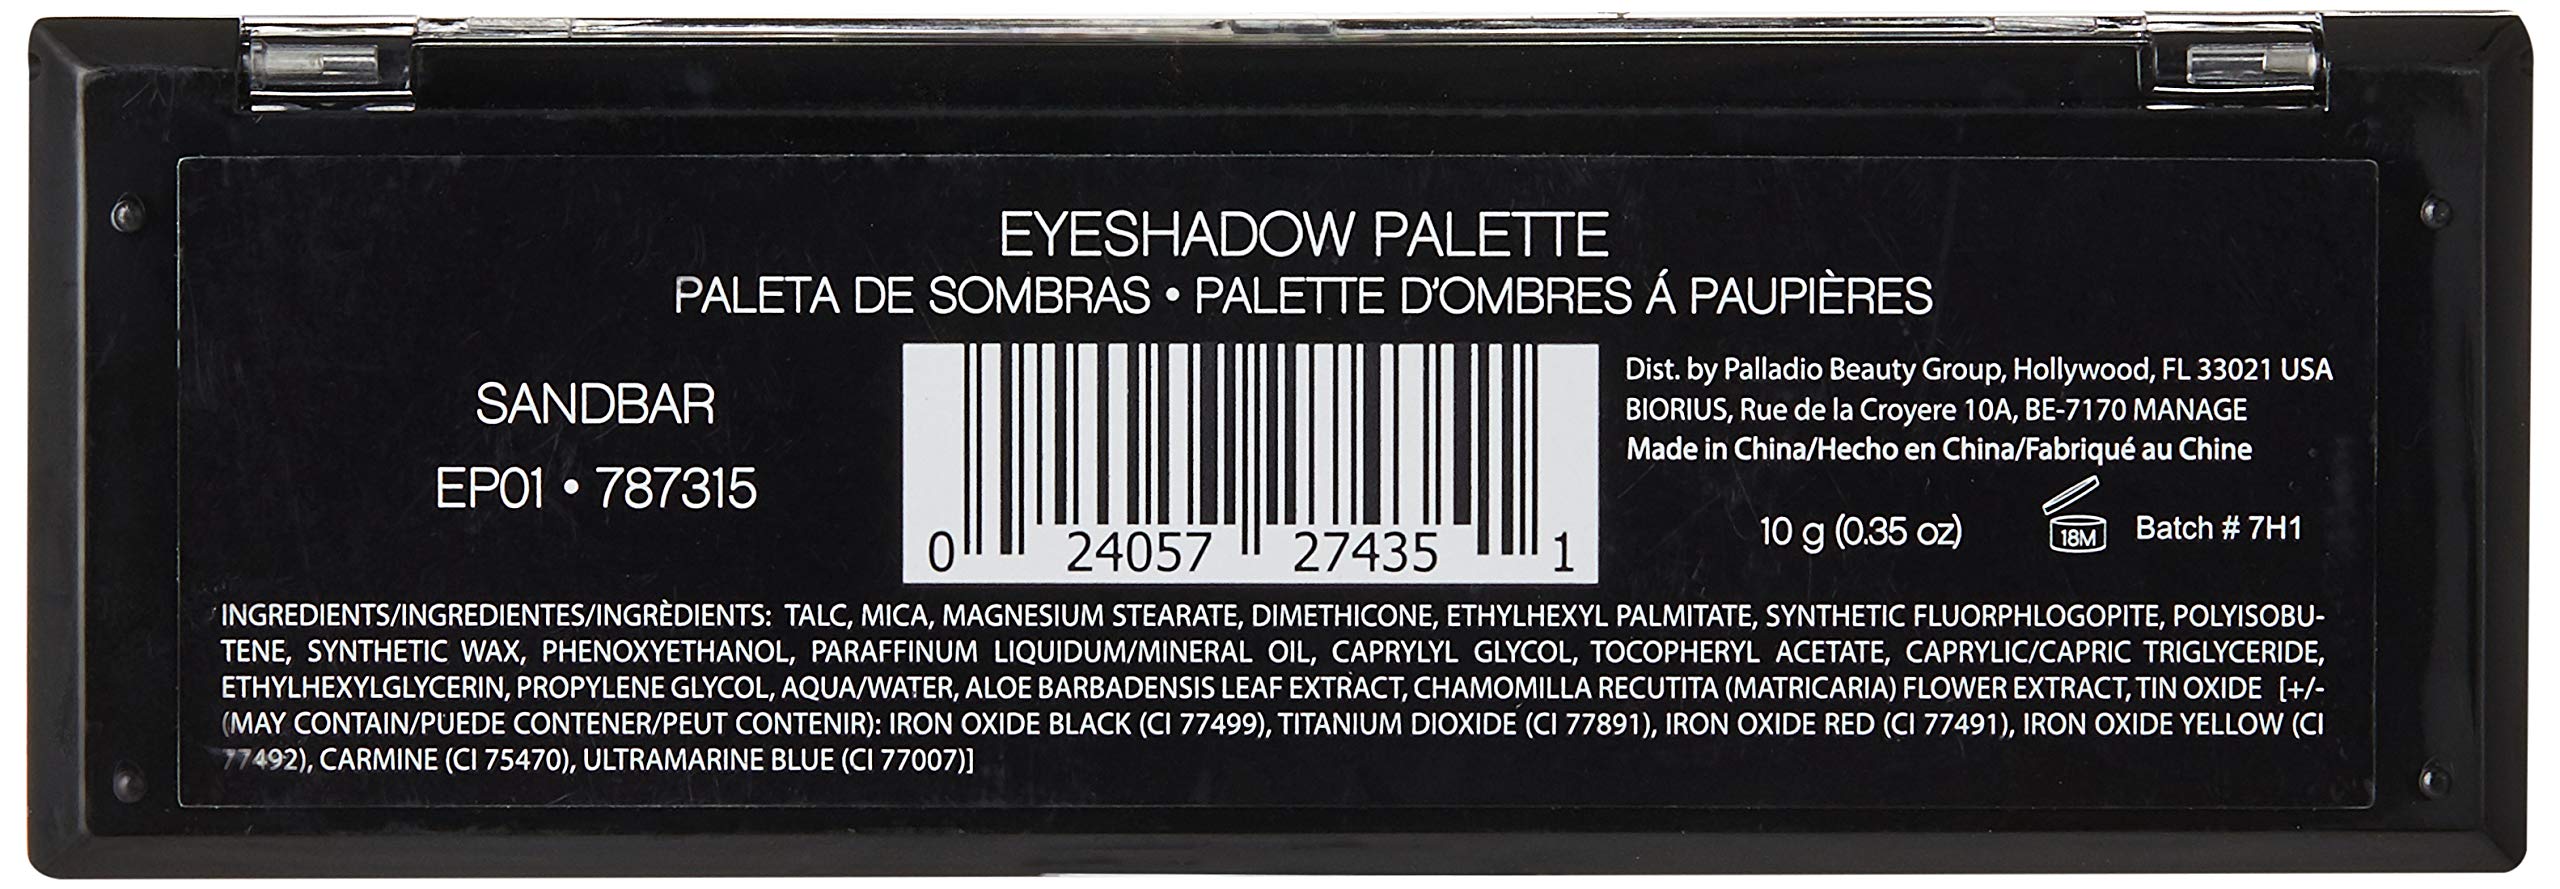 EYESHADOW PALETTE
PALETA DE SOMBRAS • PALETTE D'OMBRES Á PAUPIÈRES
SANDBAR
EP01 • 787315
0 24057 27435 1
Dist. by Palladio Beauty Group, Hollywood, FL 33021 USA
BIORIUS, Rue de la Croyere 10A, BE-7170 MANAGE
Made in China/Hecho en China/Fabriqué au Chine
10 g (0.35 oz)
18M
Batch # 7H1
INGREDIENTS/INGREDIENTES/INGRÈDIENTS: TALC, MICA, MAGNESIUM STEARATE, DIMETHICONE, ETHYLHEXYL PALMITATE, SYNTHETIC FLUORPHLOGOPITE, POLYISOBU-
TENE, SYNTHETIC WAX, PHENOXYETHANOL, PARAFFINUM LIQUIDUM/MINERAL OIL, CAPRYLYL GLYCOL, TOCOPHERYL ACETATE, CAPRYLIC/CAPRIC TRIGLYCERIDE,
ETHYLHEXYLGLYCERIN, PROPYLENE GLYCOL, AQUA/WATER, ALOE BARBADENSIS LEAF EXTRACT, CHAMOMILLA RECUTITA (MATRICARIA) FLOWER EXTRACT, TIN OXIDE [+/-
(MAY CONTAIN/PUEDE CONTENER/PEUT CONTENIR): IRON OXIDE BLACK (CI 77499), TITANIUM DIOXIDE (CI 77891), IRON OXIDE RED (CI 77491), IRON OXIDE YELLOW (CI
77492), CARMINE (CI 75470), ULTRAMARINE BLUE (CI 77007)]